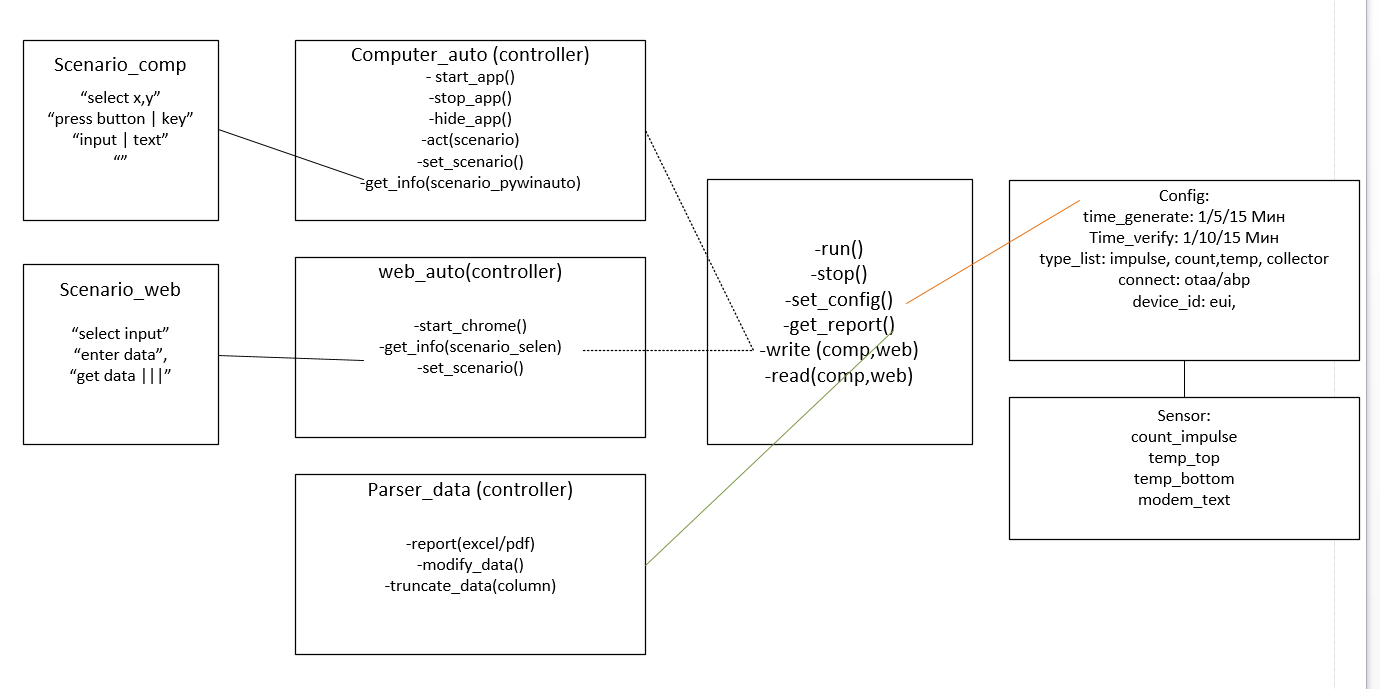 Scenario_comp
“select x,y”
“press button | key”
“input | text”
“”
Computer_auto (controller)
- start_app()
-stop_app()
-hide_app()
-act(scenario)
-set_scenario()
-get_info(scenario_pywinauto)
Scenario_web
“select input”
“enter data”,
“get data |||”
web_auto(controller)
-start_chrome()
-get_info(scenario_selen)
-set_scenario()
Parser_data (controller)
-report(excel/pdf)
-modify_data()
-truncate_data(column)
-run()
-stop()
-set_config()
-get_report()
-write (comp,web)
-read(comp,web)
Config:
time_generate: 1/5/15 Мин
Time_verify: 1/10/15 Мин
type_list: impulse, count,temp, collector
connect: otaa/abp
device_id: eui,
Sensor:
count_impulse
temp_top
temp_bottom
modem_text